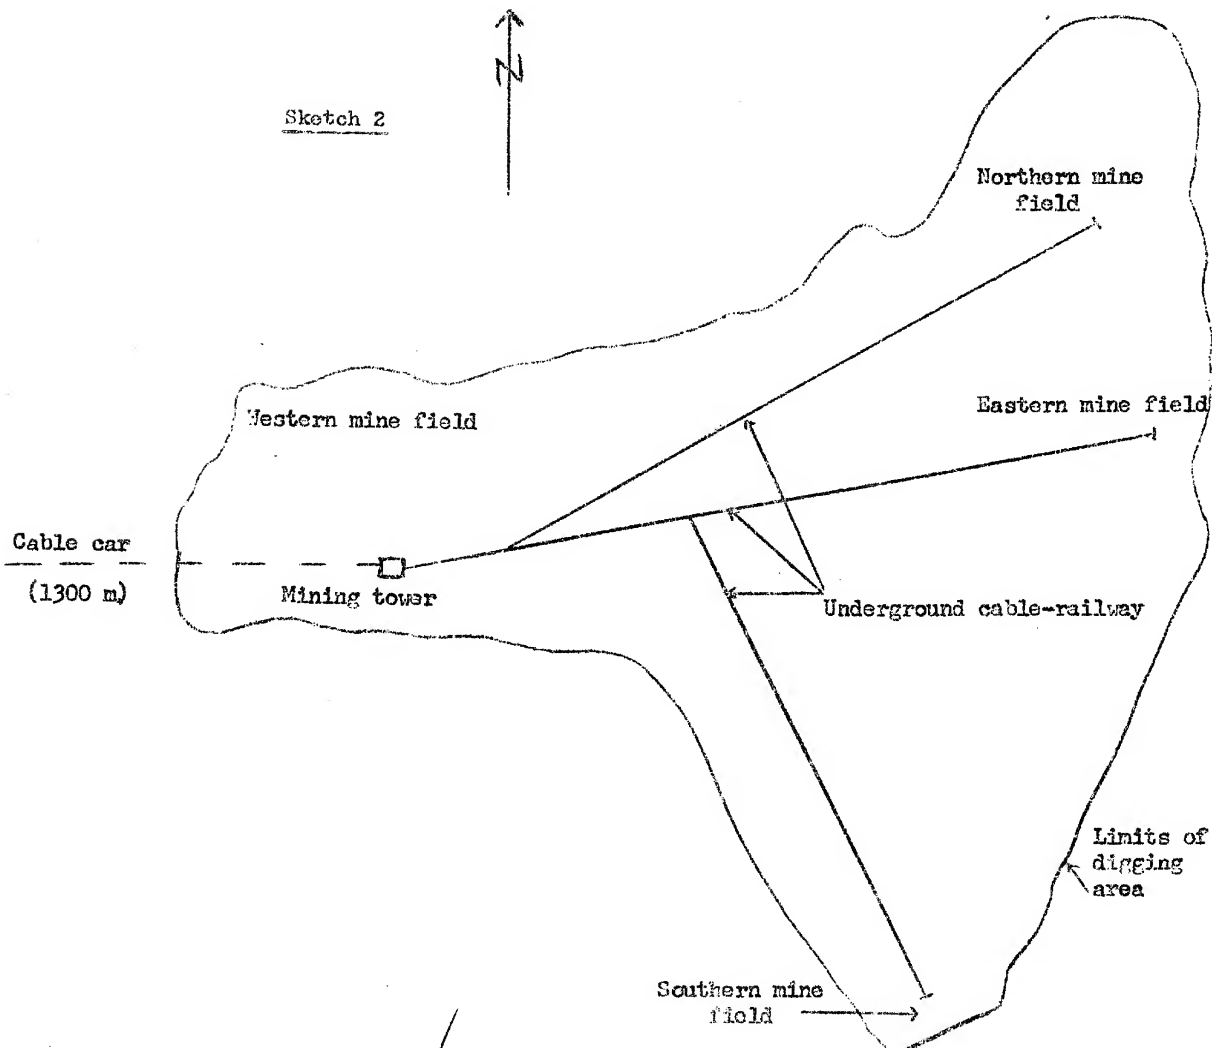 N
Sketch 2
Northern mine
field
Eastern mine field
Western mine field
Cable car
(1300 m)
Mining tower
Underground cable-railway
Limits of
digging
area
Southern mine
field